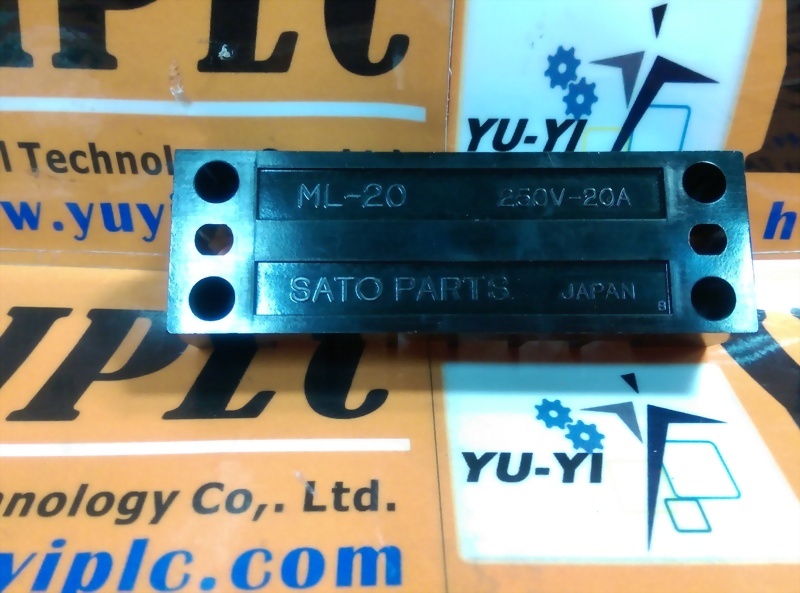 YU-YI
l Technol
w.yuy
h
ML-20 250V-20A
SATO PARTS JAPAN 8
PLC
YU-YI
nology Co,. Ltd.
yiplc.com